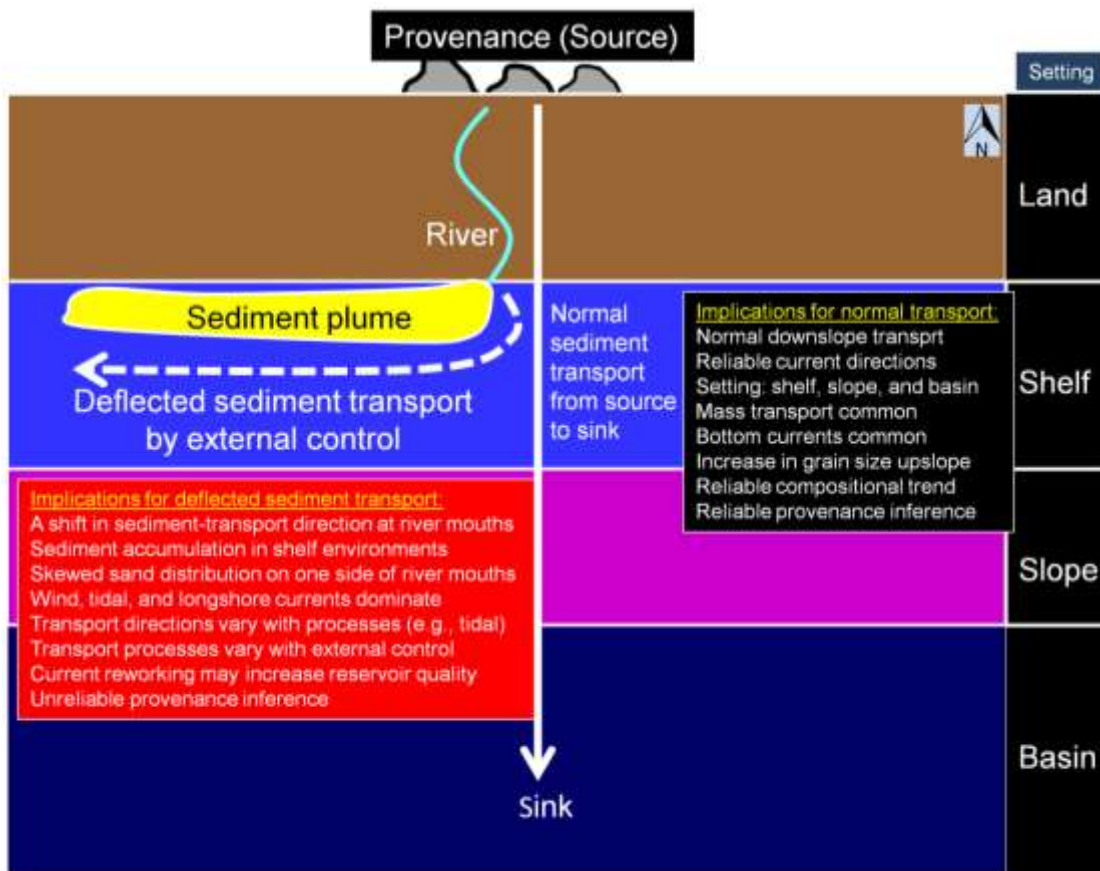 Provenance (Source)
Setting
N
Land
River
Sediment plume
Deflected sediment transport
by external control
Normal
sediment
transport
from source
to sink
Implications for normal transport:
Normal downslope transprt
Reliable current directions
Setting: shelf, slope, and basin
Mass transport common
Bottom currents common
Increase in grain size upslope
Reliable compositional trend
Reliable provenance inference
Shelf
Implications for deflected sediment transport:
A shift in sediment-transport direction at river mouths
Sediment accumulation in shelf environments
Skewed sand distribution on one side of river mouths
Wind, tidal, and longshore currents dominate
Transport directions vary with processes (e.g., tidal)
Transport processes vary with external control
Current reworking may increase reservoir quality
Unreliable provenance inference
Slope
Basin
Sink